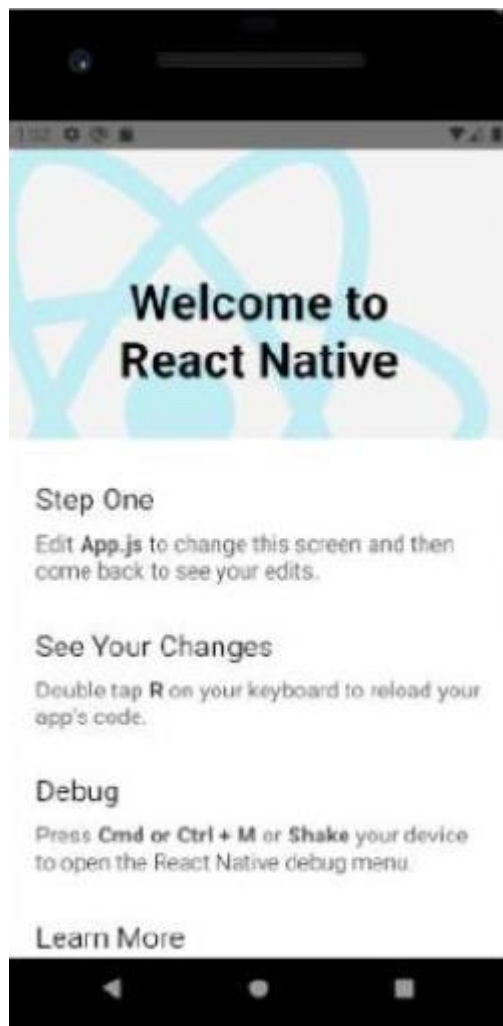 1:02
Welcome to
React Native
Step One
Edit App.js to change this screen and then
come back to see your edits.
See Your Changes
Double tap R on your keyboard to reload your
app's code.
Debug
Press Cmd or Ctrl + M or Shake your device
to open the React Native debug menu.
Learn More